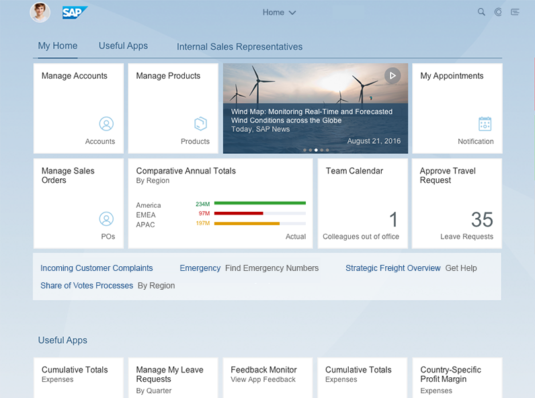 SAP
Home
My Home
Useful Apps
Internal Sales Representatives
Manage Accounts
Accounts
Manage Products
Products
Wind Map: Monitoring Real-Time and Forecasted
Wind Conditions across the Globe
Today, SAP News
August 21, 2016
My Appointments
Notification
Manage Sales
Orders
POs
Comparative Annual Totals
By Region
America 234M
EMEA 97M
APAC 197M
Actual
Team Calendar
1
Colleagues out of office
Approve Travel
Request
35
Leave Requests
Incoming Customer Complaints
Emergency Find Emergency Numbers
Strategic Freight Overview Get Help
Share of Votes Processes By Region
Useful Apps
Cumulative Totals
Expenses
Manage My Leave
Requests
By Quarter
Feedback Monitor
View App Feedback
Cumulative Totals
Expenses
Country-Specific
Profit Margin
Expenses